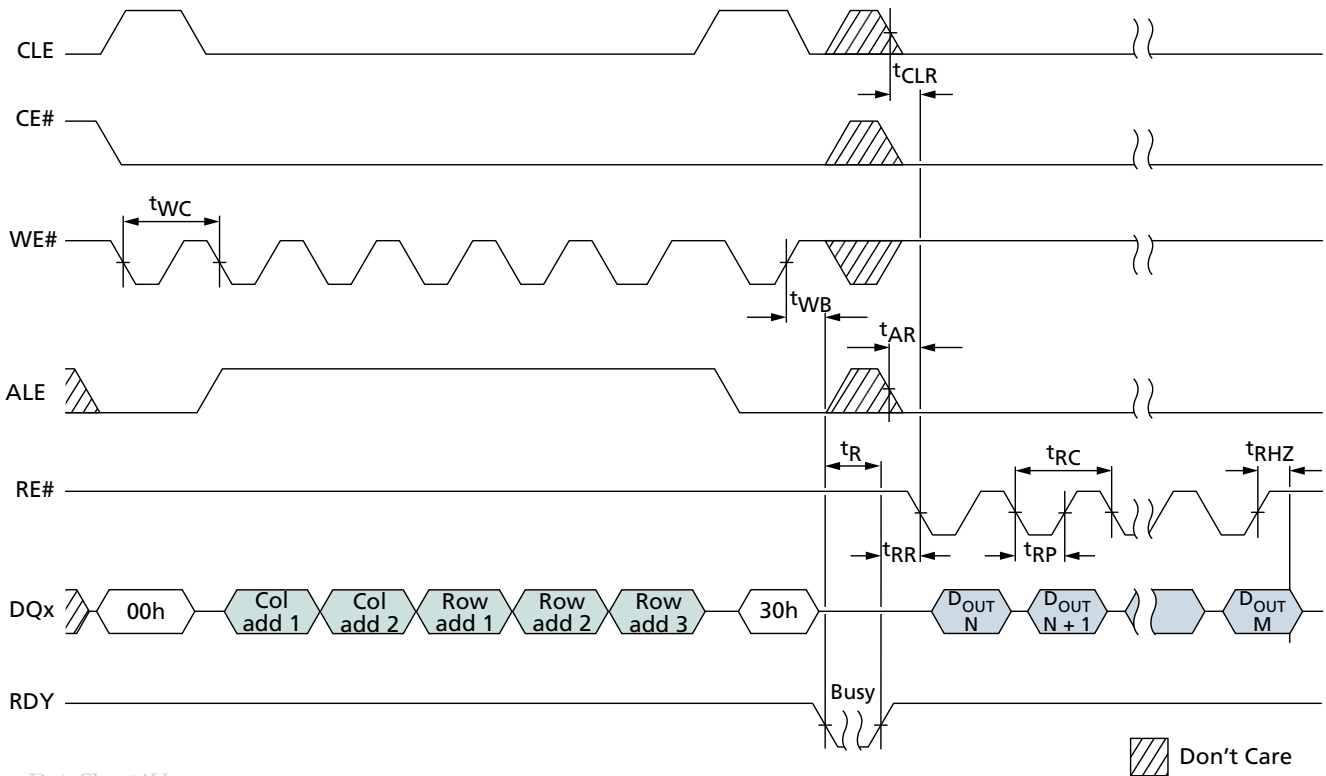 CLE
tCLR
CE#
tWC
WE#
tWB
tAR
ALE
tR
tRC
tRHZ
RE#
tRR
tRP
DQx
00h
Col
add 1
Col
add 2
Row
add 1
Row
add 2
Row
add 3
30h
DOUT
N
DOUT
N + 1
DOUT
M
RDY
Busy
Don't Care